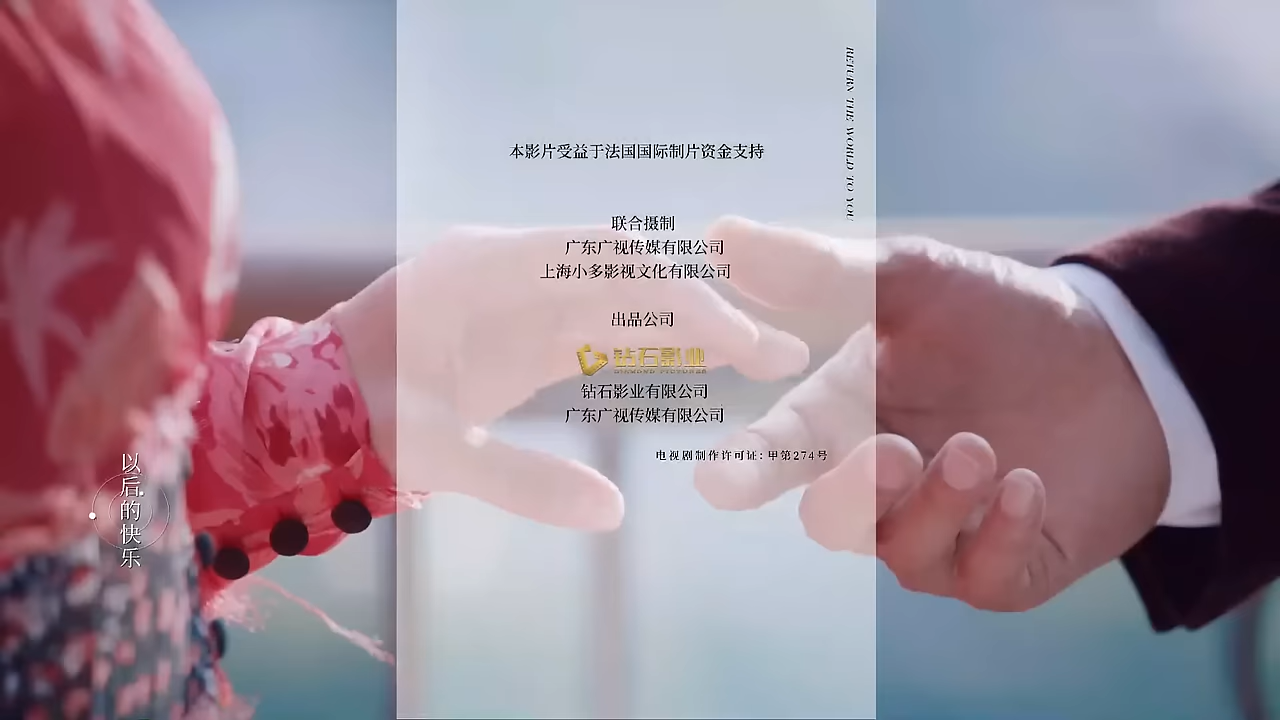 本影片受益于法国国际制片资金支持
联合摄制
广东广视传媒有限公司
上海小多影视文化有限公司
出品公司
钻石影业
DIAMOND PICTURES
钻石影业有限公司
广东广视传媒有限公司
电视剧制作许可证：甲第274号
RETURN THE WORLD TO YOU
以后的快乐